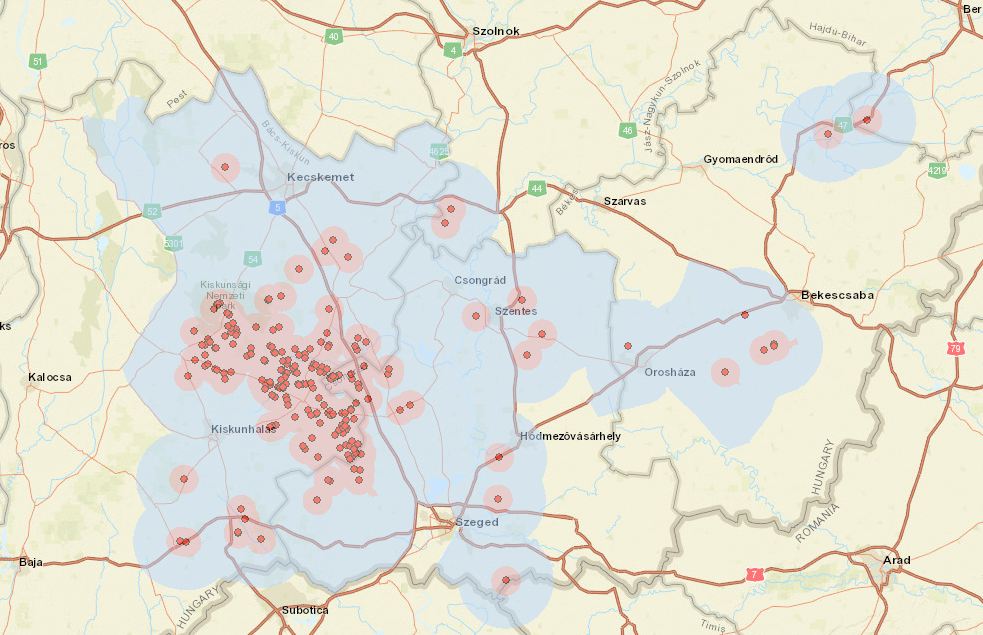 Ber
Hajdu-Bihar
Szolnok
40
4
51
Jász-Nagykun-Szolnok
Pest
47
46
Bács-Kiskun
4625
ros
Gyomaendrőd
4219
Kecskemet
44
Békés
Szarvas
52
5
5301
54
Csongrád
Kiskunsági
Nemzeti
Park
Bekescsaba
Szentes
ks
79
Kalocsa
Orosháza
Kiskunhalas
Hódmezővásárhely
HUNGARY
ROMANIA
Szeged
Baja
Arad
7
HUNGARY
Subotica
Timiș